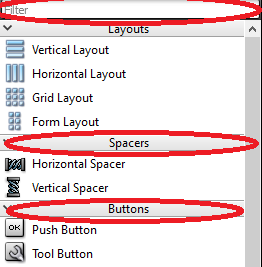 Filter
Layouts
Vertical Layout
Horizontal Layout
Grid Layout
Form Layout
Spacers
Horizontal Spacer
Vertical Spacer
Buttons
OK Push Button
Tool Button